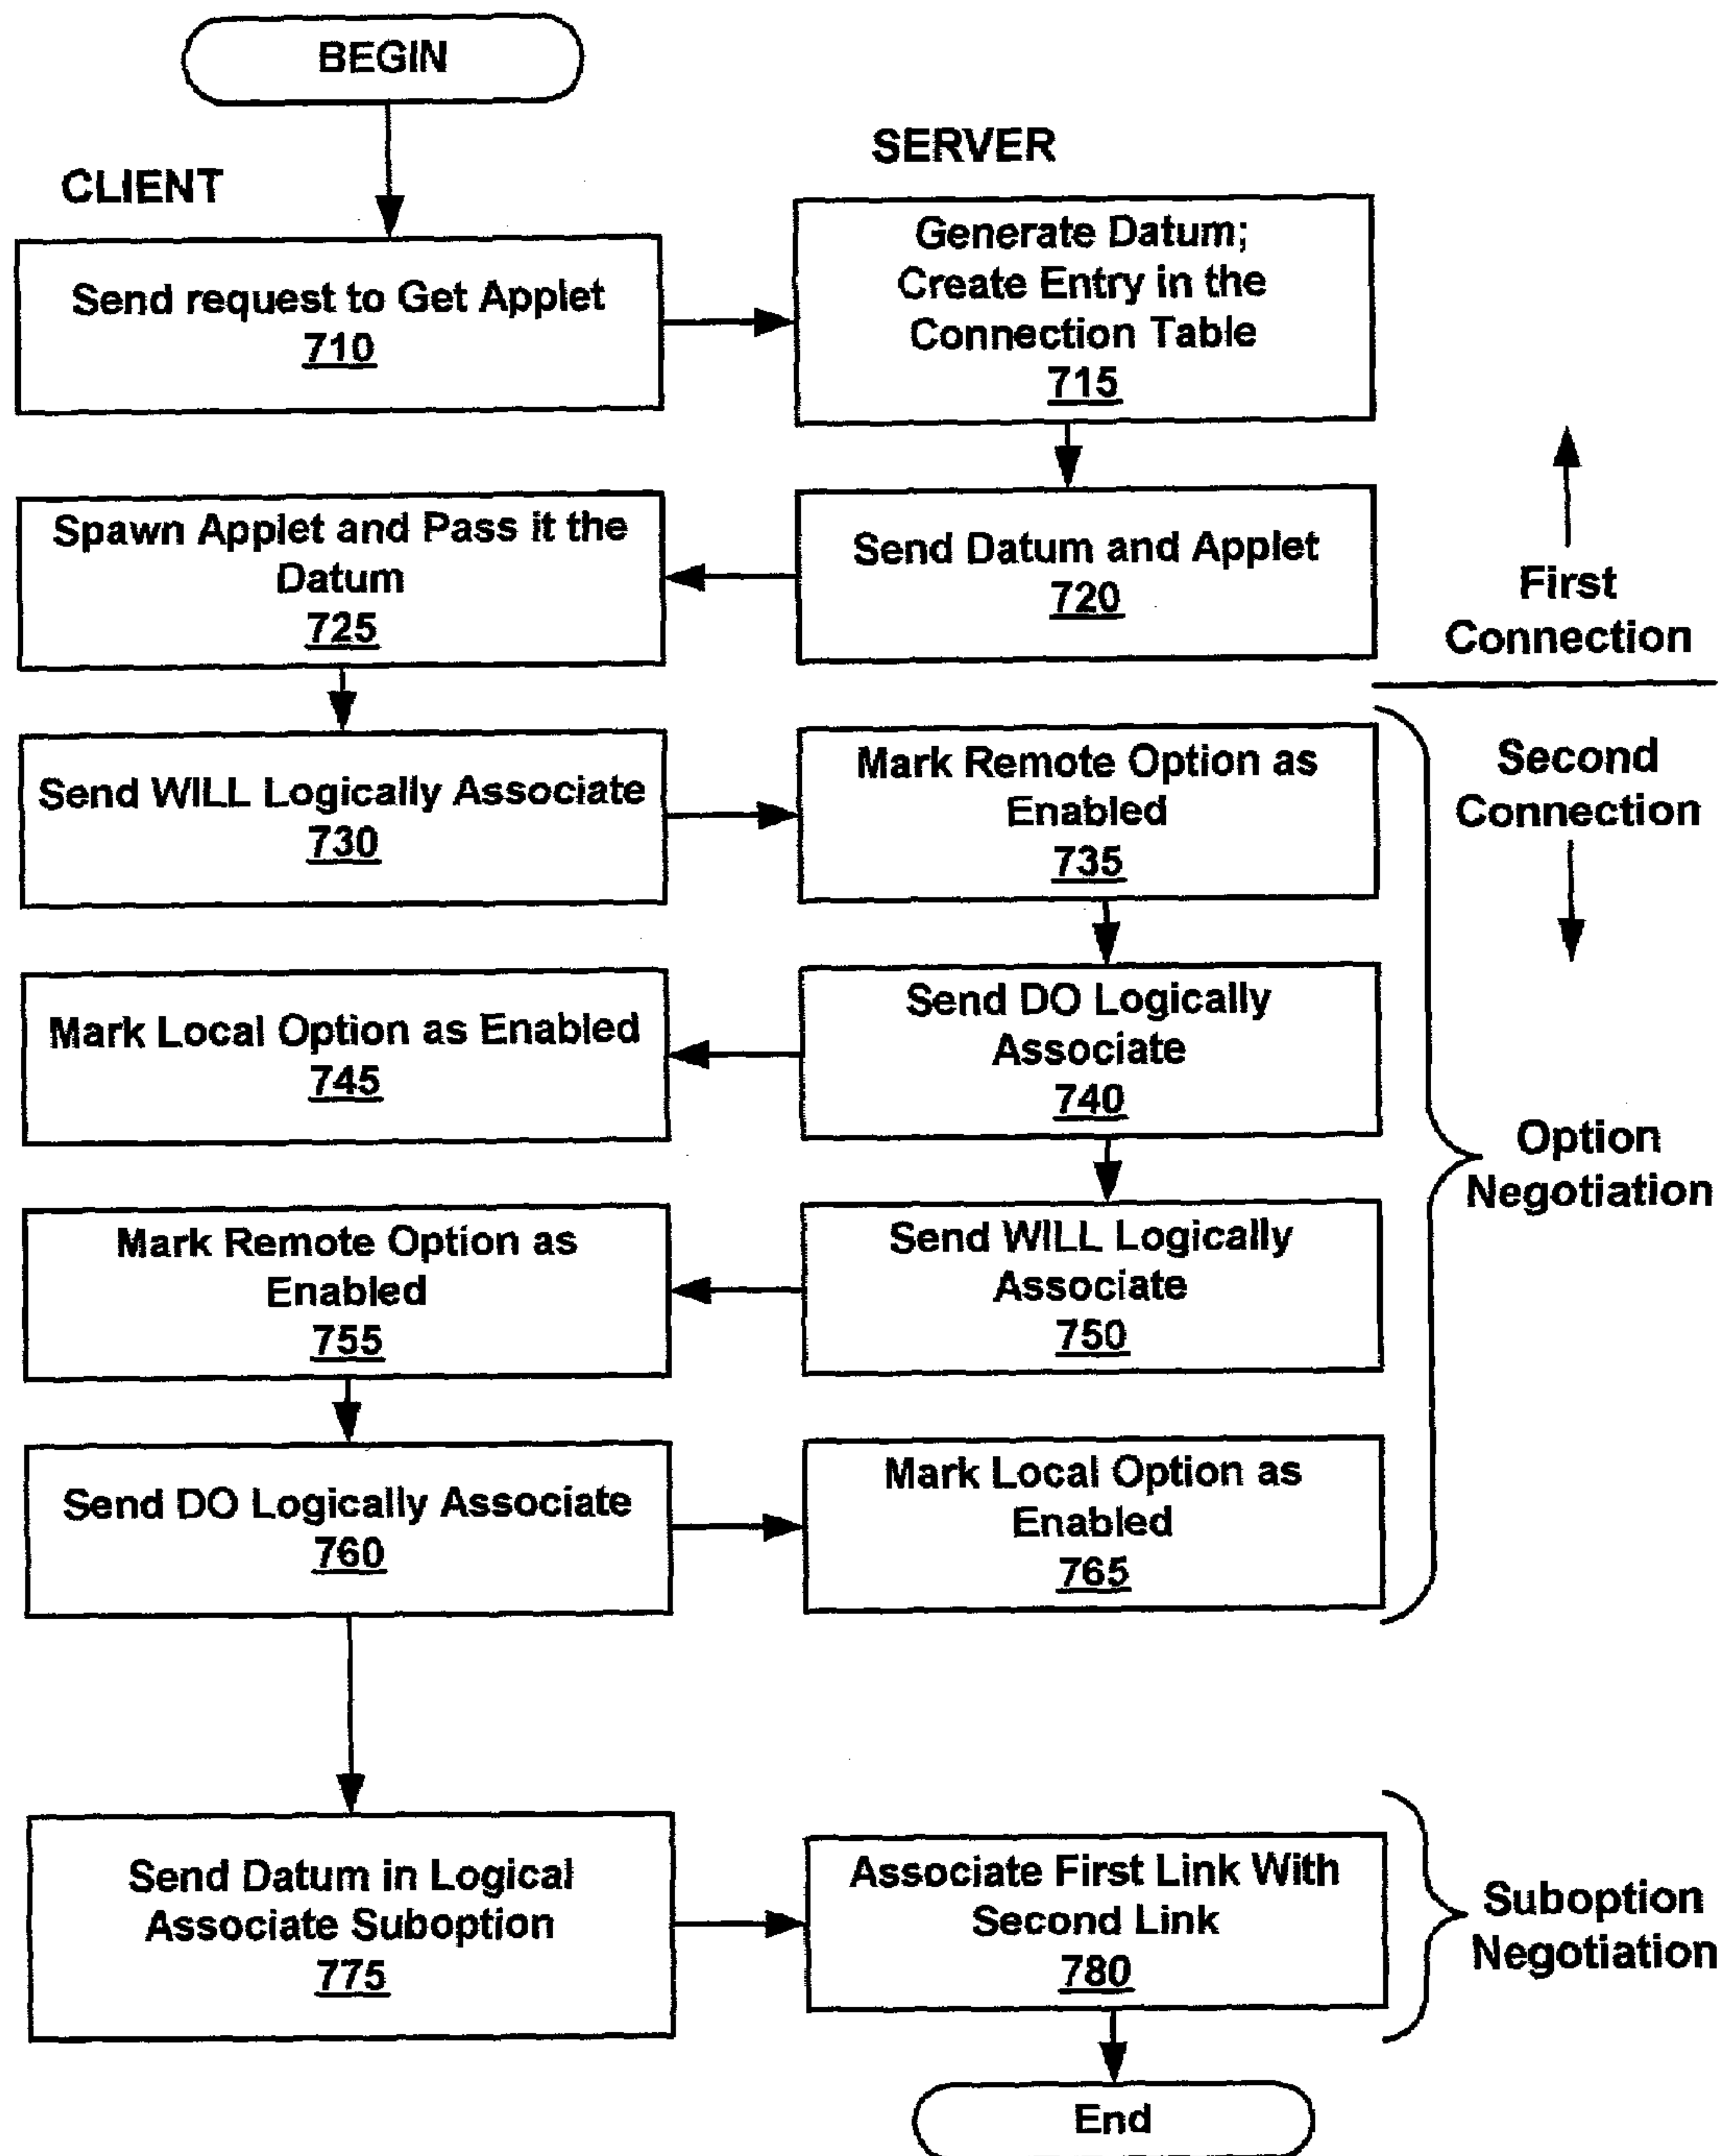 BEGIN
CLIENT
SERVER
Send request to Get Applet
710
Generate Datum;
Create Entry in the
Connection Table
715
Spawn Applet and Pass it the
Datum
725
Send Datum and Applet
720
First
Connection
Send WILL Logically Associate
730
Mark Remote Option as
Enabled
735
Second
Connection
Mark Local Option as Enabled
745
Send DO Logically
Associate
740
Option
Negotiation
Mark Remote Option as
Enabled
755
Send WILL Logically
Associate
750
Send DO Logically Associate
760
Mark Local Option as
Enabled
765
Send Datum in Logical
Associate Suboption
775
Associate First Link With
Second Link
780
Suboption
Negotiation
End